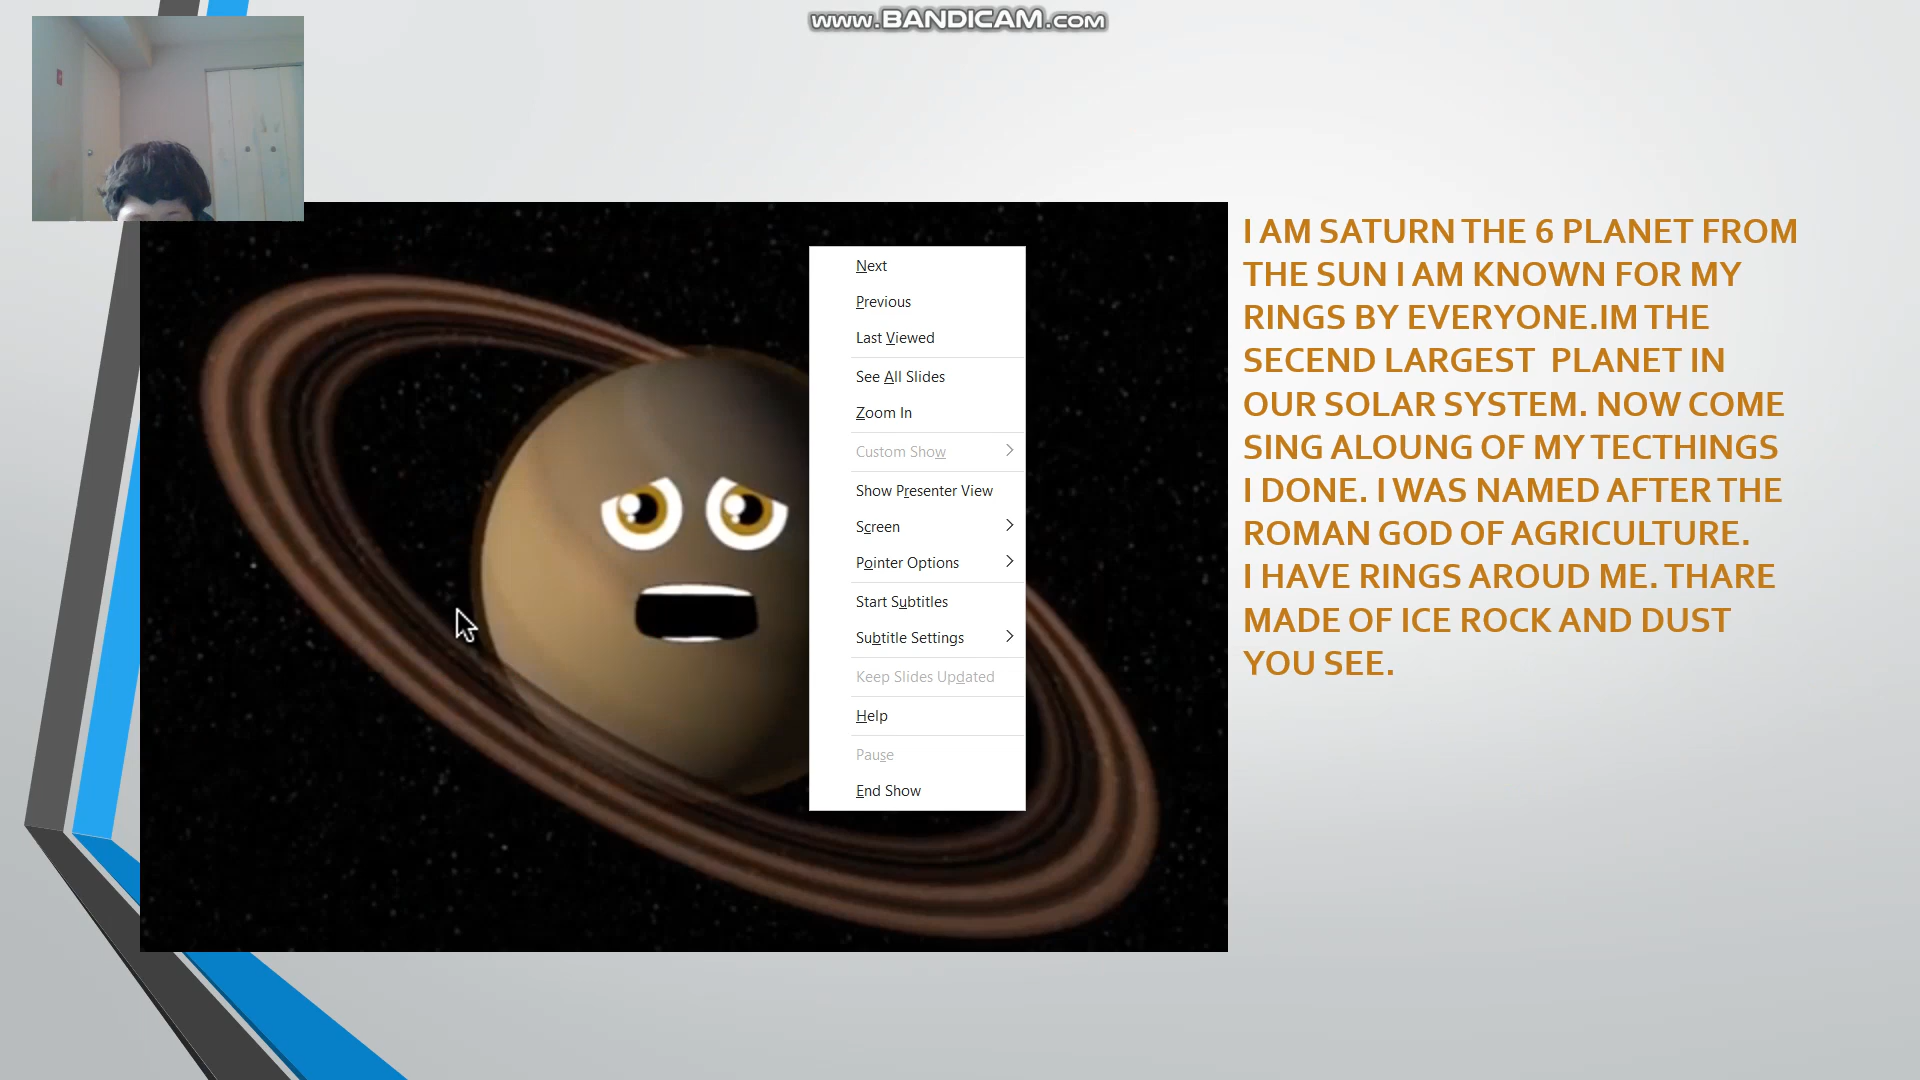 www.BANDICAM.com
I AM SATURN THE 6 PLANET FROM
THE SUN I AM KNOWN FOR MY
RINGS BY EVERYONE.IM THE
SECEND LARGEST  PLANET IN
OUR SOLAR SYSTEM. NOW COME
SING ALOUNG OF MY TECTHINGS
I DONE. I WAS NAMED AFTER THE
ROMAN GOD OF AGRICULTURE.
I HAVE RINGS AROUD ME. THARE
MADE OF ICE ROCK AND DUST
YOU SEE.
Next
Previous
Last Viewed
See All Slides
Zoom In
Custom Show
Show Presenter View
Screen
Pointer Options
Start Subtitles
Subtitle Settings
Keep Slides Updated
Help
Pause
End Show